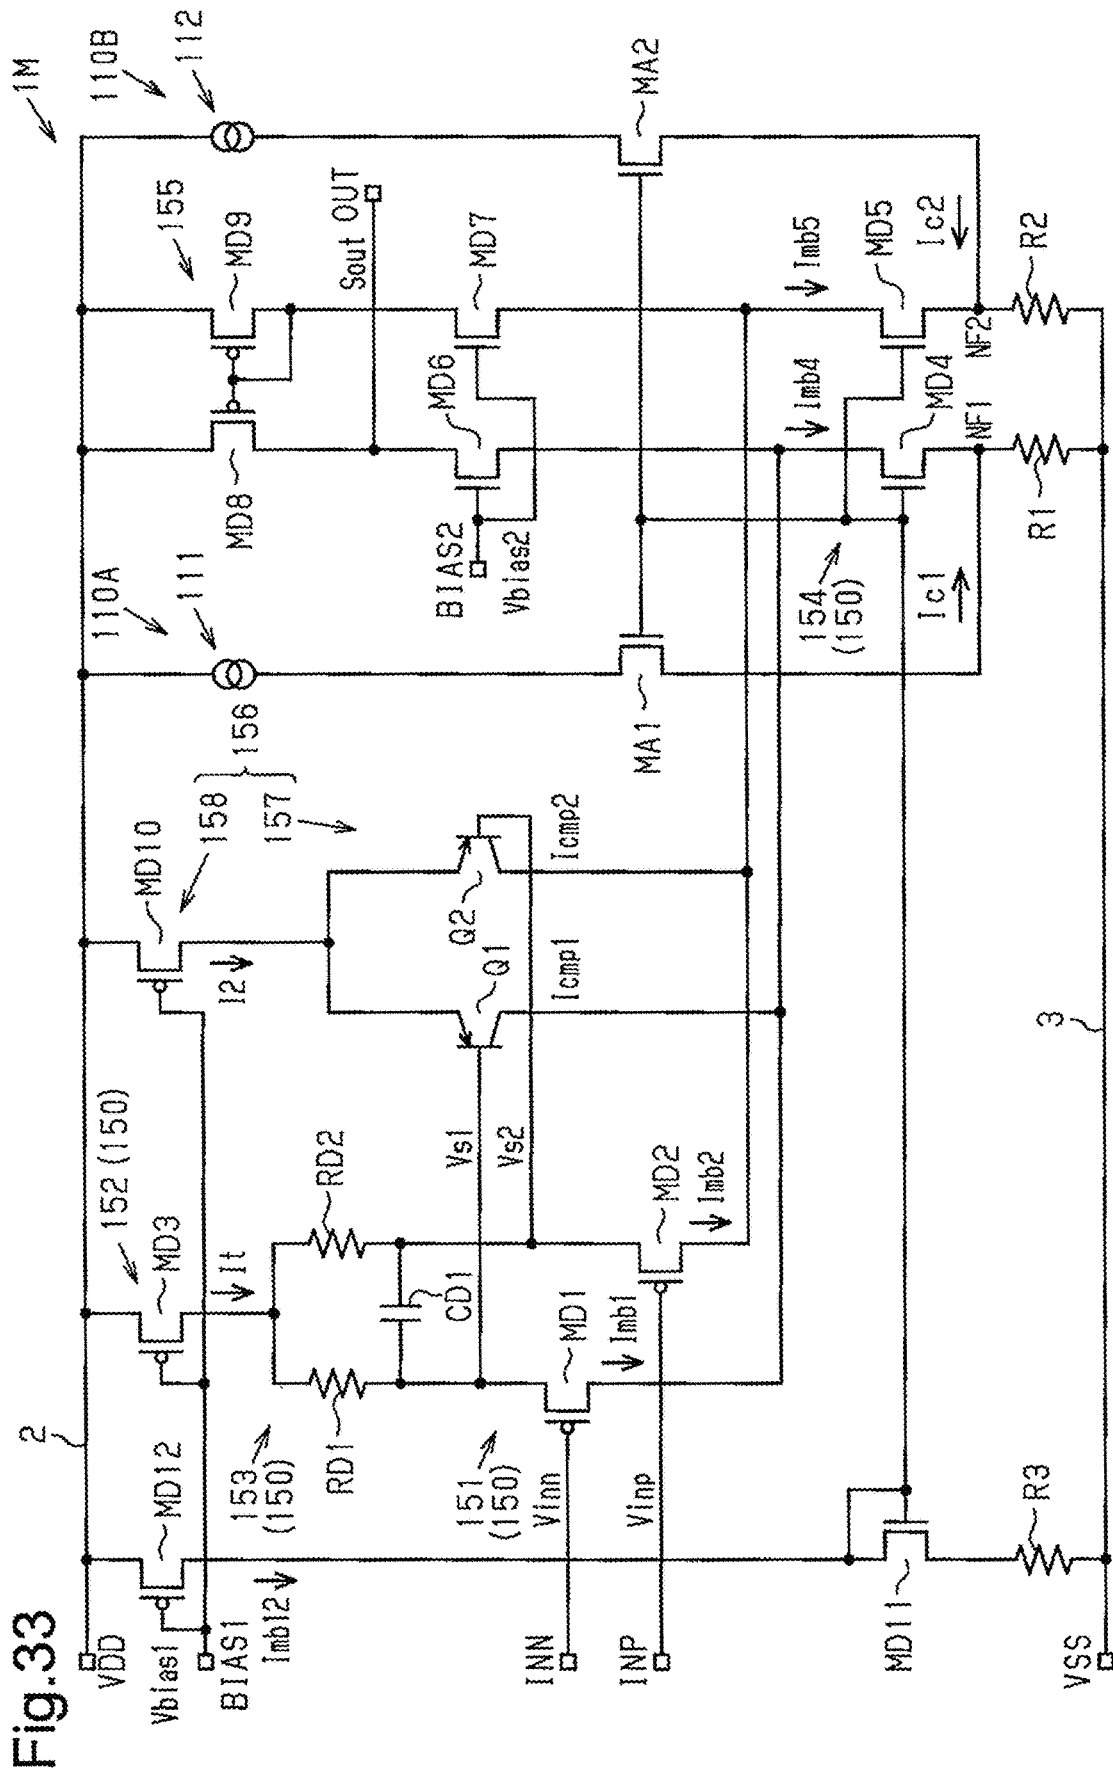 Fig.33
1M
110B
112
155
MD9
Sout OUT
MD7
MA2
MD8
MD6
BIAS2
Vbias2
Imb5
Imb4
MD5
MD4
Ic2
NF2
NF1
R2
R1
110A
111
MA1
154
(150)
Ic1
156
158
157
MD10
I2
Q2
Q1
Icmp2
Icmp1
3
152 (150)
MD3
It
RD2
RD1
CD1
Vs1
Vs2
MD2
Imb2
MD1
Imb1
153
(150)
151
(150)
2
MD12
VDD
Vbias1
BIAS1
Imb12
Vinn
INN
Vinp
INP
MD11
R3
VSS